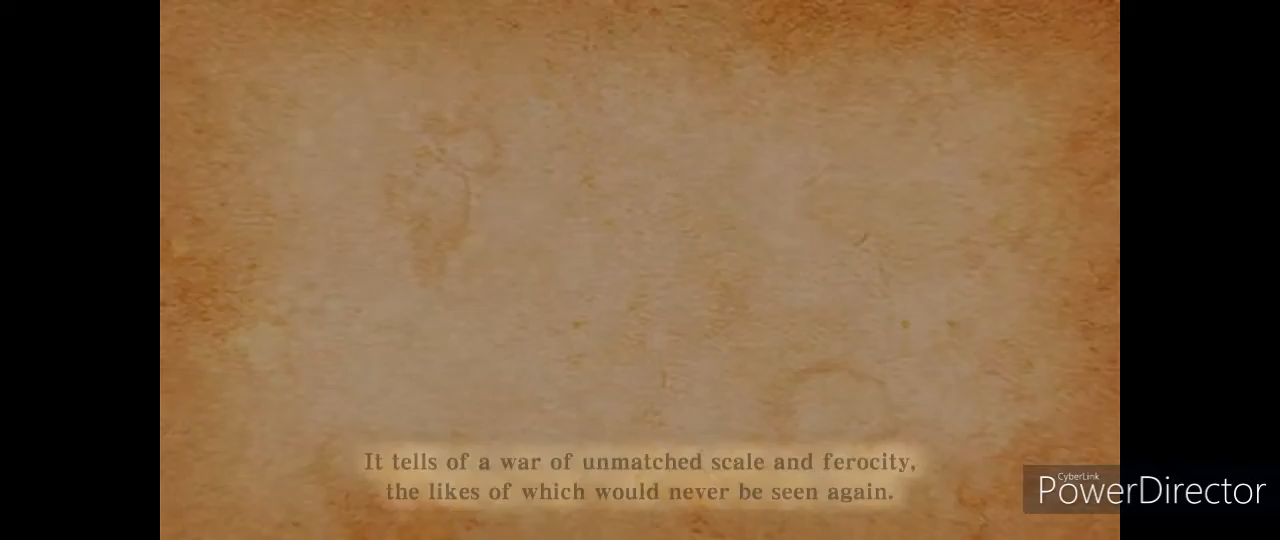 It tells of a war of unmatched scale and ferocity,
the likes of which would never be seen again.
CyberLink
PowerDirector